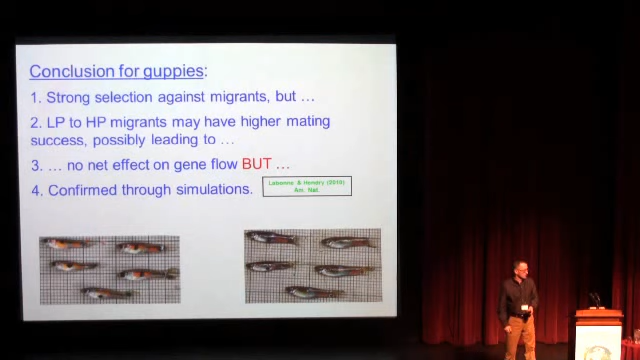 Conclusion for guppies:
1. Strong selection against migrants, but ...
2. LP to HP migrants may have higher mating
success, possibly leading to ...
3. ... no net effect on gene flow BUT ...
4. Confirmed through simulations.
Labonne & Hendry (2010)
Am. Nat.